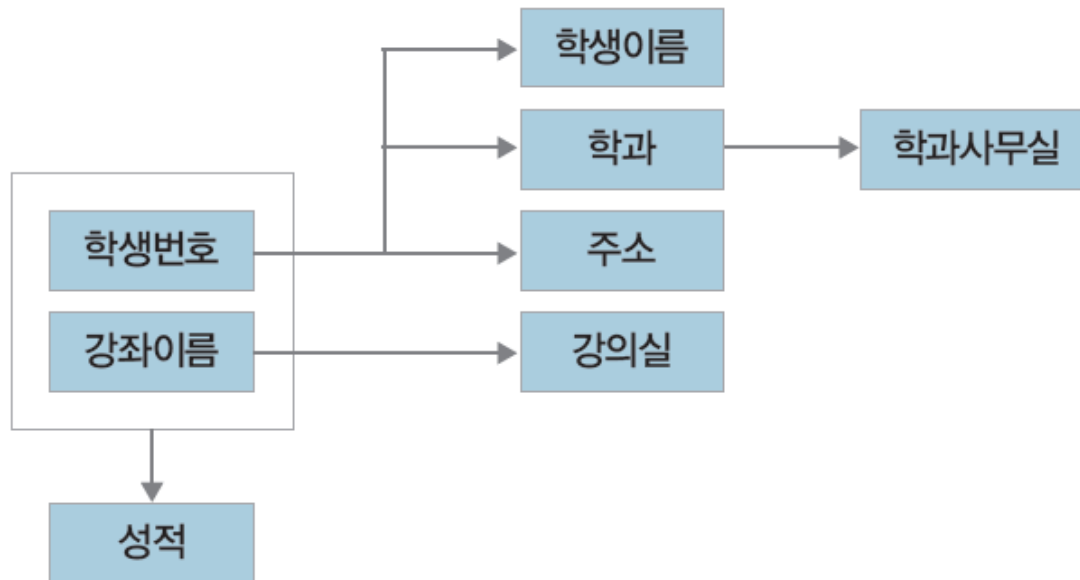 학생이름
학과
학과사무실
학생번호
주소
강좌이름
강의실
성적